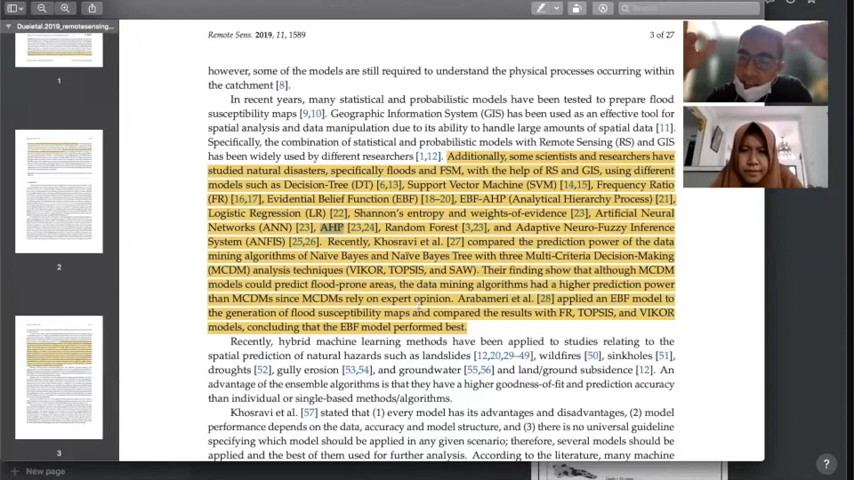 Search
Dueietal.2019_remotesensing...
1
2
3
New page
Remote Sens. 2019, 11, 1589
3 of 27
however, some of the models are still required to understand the physical processes occurring within
the catchment [8].
In recent years, many statistical and probabilistic models have been tested to prepare flood
susceptibility maps [9,10]. Geographic Information System (GIS) has been used as an effective tool for
spatial analysis and data manipulation due to its ability to handle large amounts of spatial data [11].
Specifically, the combination of statistical and probabilistic models with Remote Sensing (RS) and GIS
has been widely used by different researchers [1,12]. Additionally, some scientists and researchers have
studied natural disasters, specifically floods and FSM, with the help of RS and GIS, using different
models such as Decision-Tree (DT) [6,13], Support Vector Machine (SVM) [14,15], Frequency Ratio
(FR) [16,17], Evidential Belief Function (EBF) [18–20], EBF-AHP (Analytical Hierarchy Process) [21],
Logistic Regression (LR) [22], Shannon's entropy and weights-of-evidence [23], Artificial Neural
Networks (ANN) [23], AHP [23,24], Random Forest [3,23], and Adaptive Neuro-Fuzzy Inference
System (ANFIS) [25,26]. Recently, Khosravi et al. [27] compared the prediction power of the data
mining algorithms of Naïve Bayes and Naïve Bayes Tree with three Multi-Criteria Decision-Making
(MCDM) analysis techniques (VIKOR, TOPSIS, and SAW). Their finding show that although MCDM
models could predict flood-prone areas, the data mining algorithms had a higher prediction power
than MCDMs since MCDMs rely on expert opinion. Arabameri et al. [28] applied an EBF model to
the generation of flood susceptibility maps and compared the results with FR, TOPSIS, and VIKOR
models, concluding that the EBF model performed best.
Recently, hybrid machine learning methods have been applied to studies relating to the
spatial prediction of natural hazards such as landslides [12,20,29–49], wildfires [50], sinkholes [51],
droughts [52], gully erosion [53,54], and groundwater [55,56] and land/ground subsidence [12]. An
advantage of the ensemble algorithms is that they have a higher goodness-of-fit and prediction accuracy
than individual or single-based methods/algorithms.
Khosravi et al. [57] stated that (1) every model has its advantages and disadvantages, (2) model
performance depends on the data, accuracy and model structure, and (3) there is no universal guideline
specifying which model should be applied in any given scenario; therefore, several models should be
applied and the best of them used for further analysis. According to the literature, many machine
?